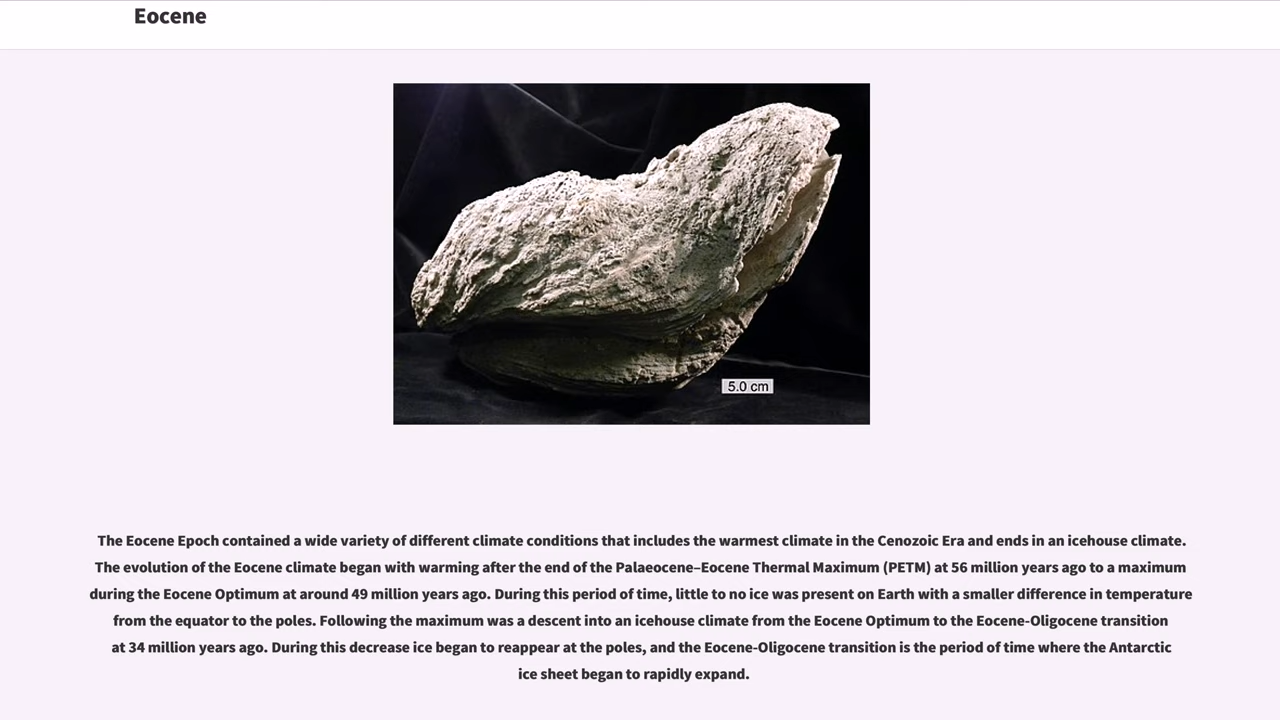 Eocene
5.0 cm
The Eocene Epoch contained a wide variety of different climate conditions that includes the warmest climate in the Cenozoic Era and ends in an icehouse climate.
The evolution of the Eocene climate began with warming after the end of the Palaeocene–Eocene Thermal Maximum (PETM) at 56 million years ago to a maximum
during the Eocene Optimum at around 49 million years ago. During this period of time, little to no ice was present on Earth with a smaller difference in temperature
from the equator to the poles. Following the maximum was a descent into an icehouse climate from the Eocene Optimum to the Eocene-Oligocene transition
at 34 million years ago. During this decrease ice began to reappear at the poles, and the Eocene-Oligocene transition is the period of time where the Antarctic
ice sheet began to rapidly expand.